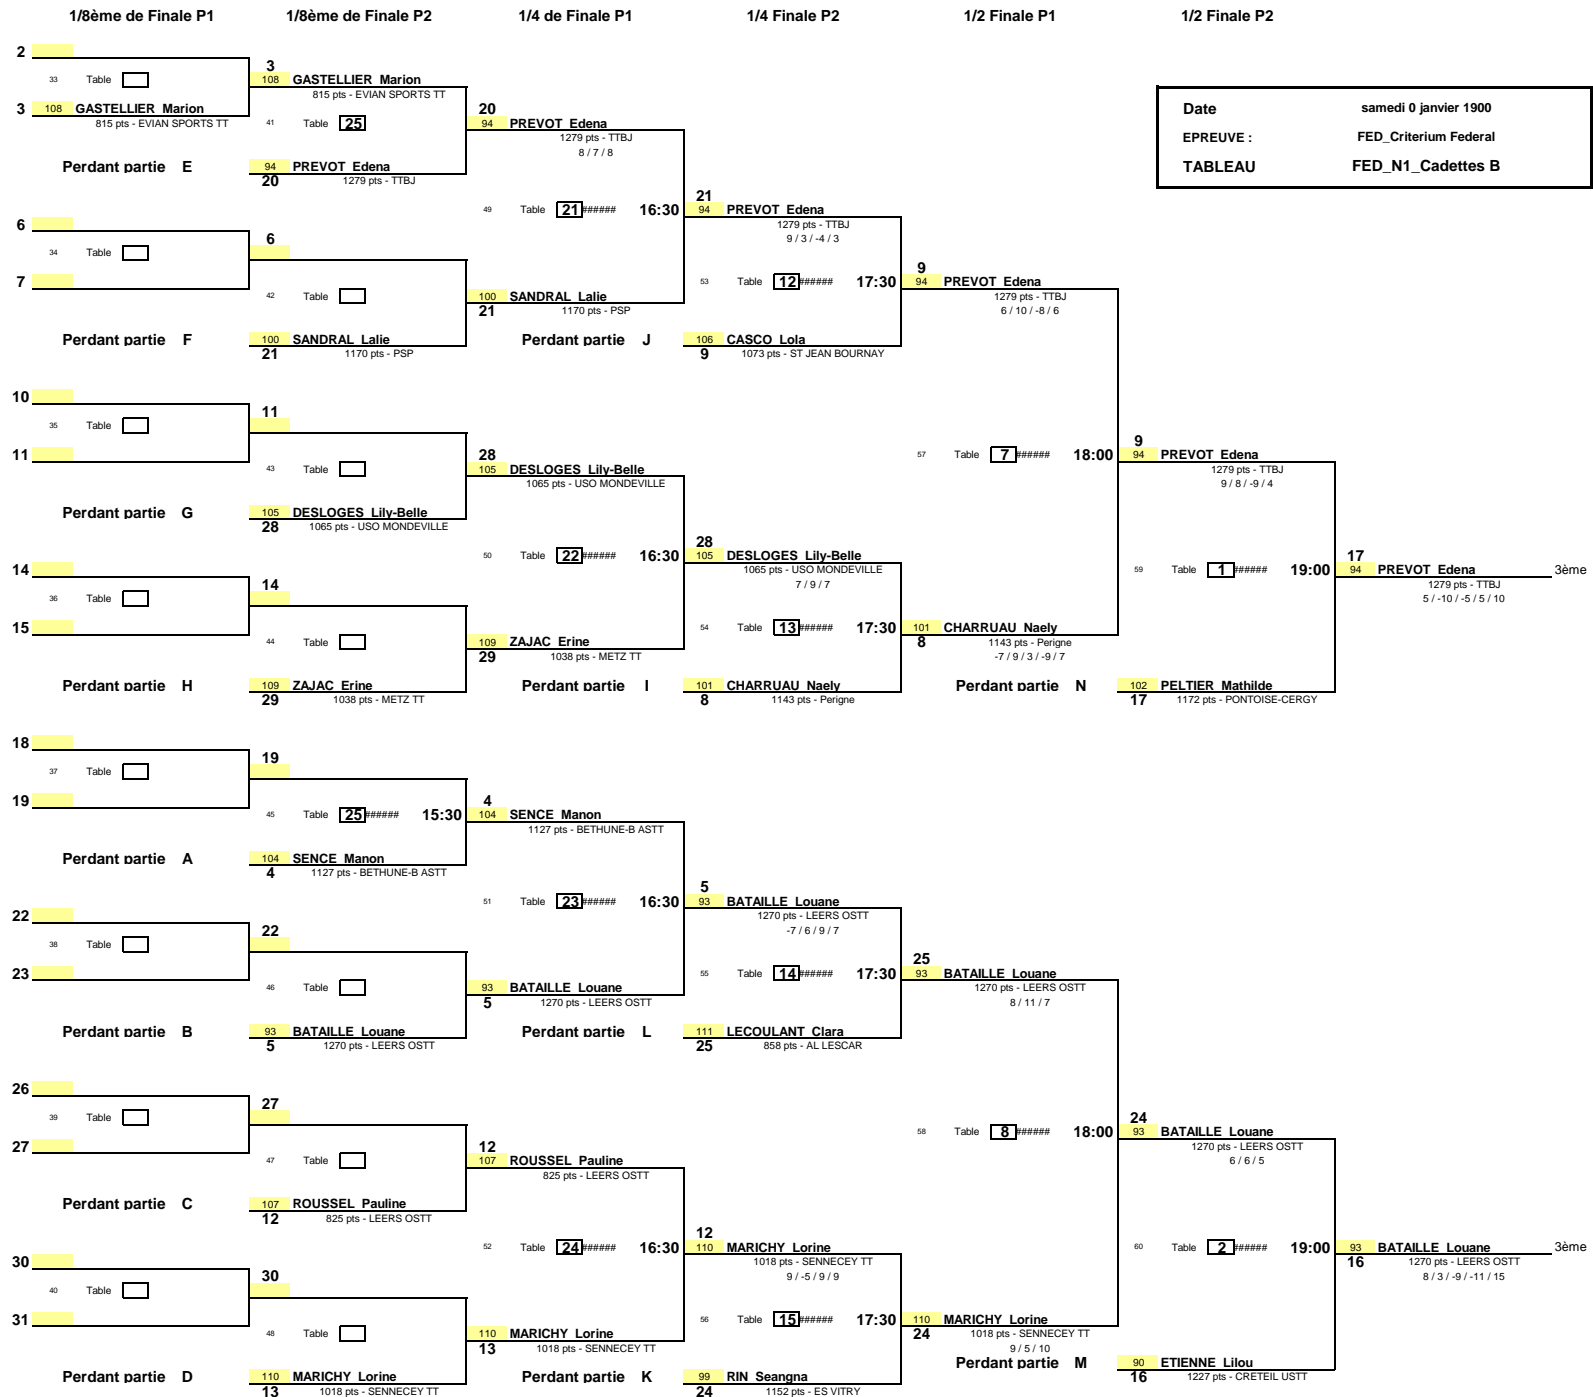 1/8ème de Finale P1 1/8ème de Finale P2 1/4 de Finale P1 1/4 Finale P2 1/2 Finale P1 1/2 Finale P2
Date samedi 0 janvier 1900
EPREUVE : FED_Criterium Federal
TABLEAU FED_N1_Cadettes B
2
33 Table
3 108 GASTELLIER Marion
815 pts - EVIAN SPORTS TT
Perdant partie E
6
34 Table
7
Perdant partie F
10
35 Table
11
Perdant partie G
14
36 Table
15
Perdant partie H
18
37 Table
19
Perdant partie A
22
38 Table
23
Perdant partie B
26
39 Table
27
Perdant partie C
30
40 Table
31
Perdant partie D
3
108 GASTELLIER Marion
815 pts - EVIAN SPORTS TT
41 Table 25
94 PREVOT Edena
20 1279 pts - TTBJ
6
42 Table
100 SANDRAL Lalie
21 1170 pts - PSP
11
43 Table
105 DESLOGES Lily-Belle
28 1065 pts - USO MONDEVILLE
14
44 Table
109 ZAJAC Erine
29 1038 pts - METZ TT
19
45 Table 25 ###### 15:30
104 SENCE Manon
4 1127 pts - BETHUNE-B ASTT
22
46 Table
93 BATAILLE Louane
5 1270 pts - LEERS OSTT
27
47 Table
107 ROUSSEL Pauline
12 825 pts - LEERS OSTT
30
48 Table
110 MARICHY Lorine
13 1018 pts - SENNECEY TT
20
94 PREVOT Edena
1279 pts - TTBJ
8 / 7 / 8
49 Table 21 ###### 16:30
100 SANDRAL Lalie
21 1170 pts - PSP
Perdant partie J
28
105 DESLOGES Lily-Belle
1065 pts - USO MONDEVILLE
50 Table 22 ###### 16:30
109 ZAJAC Erine
29 1038 pts - METZ TT
Perdant partie I
4
104 SENCE Manon
1127 pts - BETHUNE-B ASTT
51 Table 23 ###### 16:30
93 BATAILLE Louane
5 1270 pts - LEERS OSTT
Perdant partie L
12
107 ROUSSEL Pauline
825 pts - LEERS OSTT
52 Table 24 ###### 16:30
110 MARICHY Lorine
13 1018 pts - SENNECEY TT
Perdant partie K
21
94 PREVOT Edena
1279 pts - TTBJ
9 / 3 / -4 / 3
53 Table 12 ###### 17:30
106 CASCO Lola
9 1073 pts - ST JEAN BOURNAY
28
105 DESLOGES Lily-Belle
1065 pts - USO MONDEVILLE
7 / 9 / 7
54 Table 13 ###### 17:30
101 CHARRUAU Naely
8 1143 pts - Perigne
5
93 BATAILLE Louane
1270 pts - LEERS OSTT
-7 / 6 / 9 / 7
55 Table 14 ###### 17:30
111 LECOULANT Clara
25 858 pts - AL LESCAR
12
110 MARICHY Lorine
1018 pts - SENNECEY TT
9 / -5 / 9 / 9
56 Table 15 ###### 17:30
99 RIN Seangna
24 1152 pts - ES VITRY
9
94 PREVOT Edena
1279 pts - TTBJ
6 / 10 / -8 / 6
57 Table 7 ###### 18:00
101 CHARRUAU Naely
8 1143 pts - Perigne
-7 / 9 / 3 / -9 / 7
Perdant partie N
25
93 BATAILLE Louane
1270 pts - LEERS OSTT
8 / 11 / 7
58 Table 8 ###### 18:00
110 MARICHY Lorine
24 1018 pts - SENNECEY TT
9 / 5 / 10
Perdant partie M
9
94 PREVOT Edena
1279 pts - TTBJ
9 / 8 / -9 / 4
59 Table 1 ###### 19:00
102 PELTIER Mathilde
17 1172 pts - PONTOISE-CERGY
24
93 BATAILLE Louane
1270 pts - LEERS OSTT
6 / 6 / 5
60 Table 2 ###### 19:00
90 ETIENNE Lilou
16 1227 pts - CRETEIL USTT
17
94 PREVOT Edena 3ème
1279 pts - TTBJ
5 / -10 / -5 / 5 / 10
93 BATAILLE Louane 3ème
16 1270 pts - LEERS OSTT
8 / 3 / -9 / -11 / 15